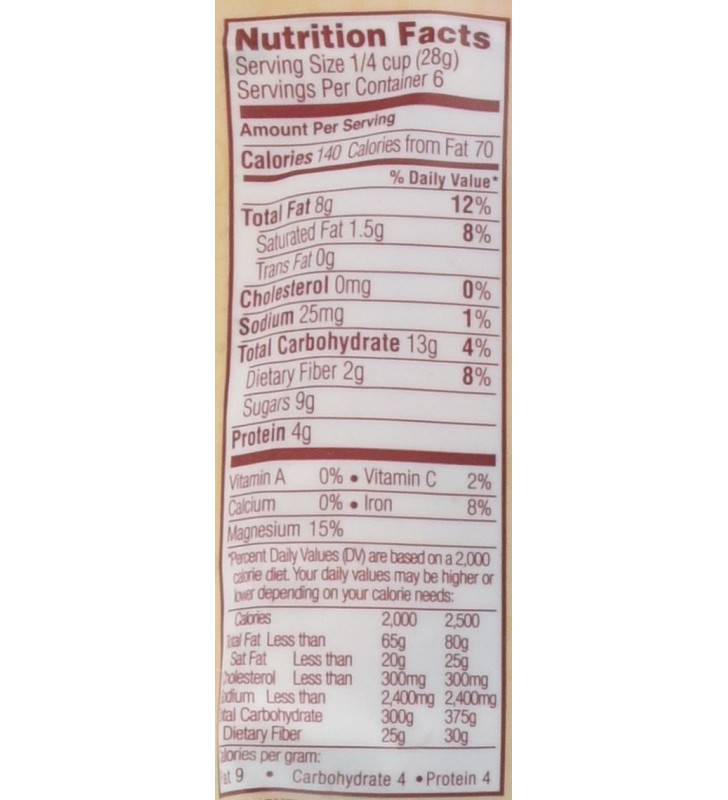 Nutrition Facts
Serving Size 1/4 cup (28g)
Servings Per Container 6
Amount Per Serving
Calories 140 Calories from Fat 70
% Daily Value*
Total Fat 8g 12%
Saturated Fat 1.5g 8%
Trans Fat 0g
Cholesterol 0mg 0%
Sodium 25mg 1%
Total Carbohydrate 13g 4%
Dietary Fiber 2g 8%
Sugars 9g
Protein 4g
Vitamin A 0% • Vitamin C 2%
Calcium 0% • Iron 8%
Magnesium 15%
*Percent Daily Values (DV) are based on a 2,000
calorie diet. Your daily values may be higher or
lower depending on your calorie needs:
Calories 2,000 2,500
Total Fat Less than 65g 80g
Sat Fat Less than 20g 25g
Cholesterol Less than 300mg 300mg
Sodium Less than 2,400mg 2,400mg
Total Carbohydrate 300g 375g
Dietary Fiber 25g 30g
Calories per gram:
Fat 9 • Carbohydrate 4 • Protein 4